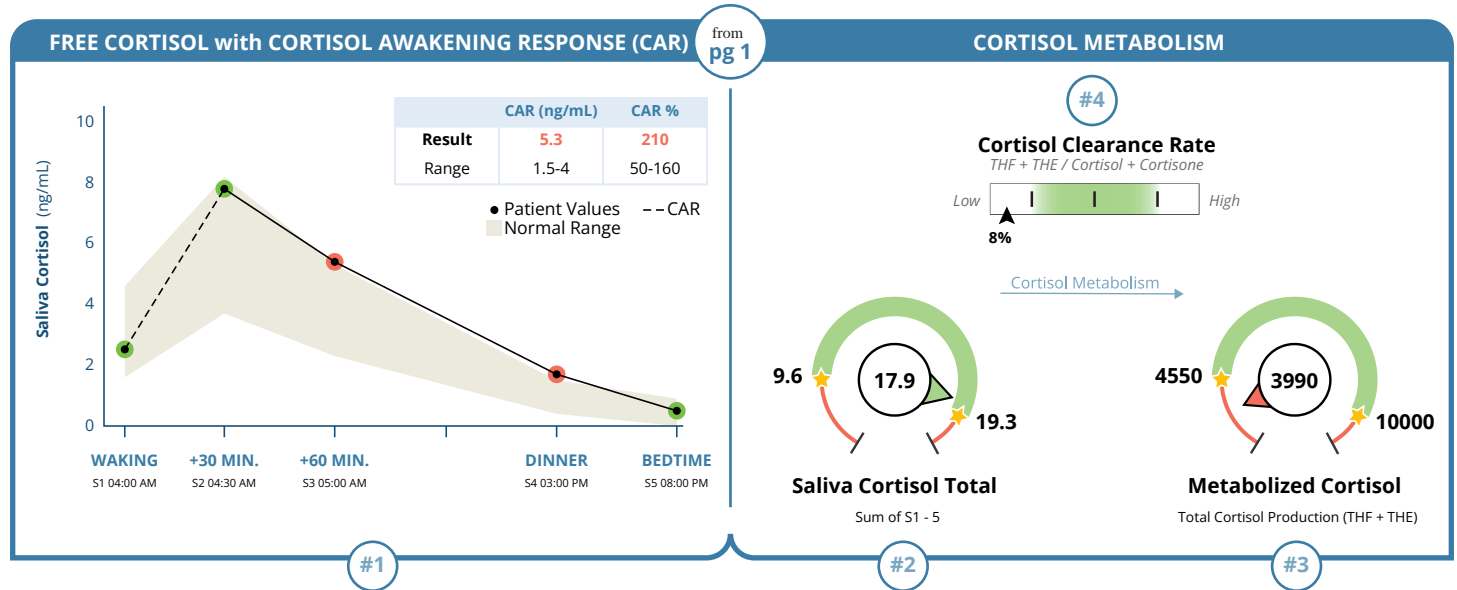 FREE CORTISOL with CORTISOL AWAKENING RESPONSE (CAR)
from
pg 1
CORTISOL METABOLISM
Saliva Cortisol (ng/mL)
10
8
6
4
2
0
CAR (ng/mL) CAR %
Result 5.3 210
Range 1.5-4 50-160
Patient Values CAR
Normal Range
WAKING +30 MIN. +60 MIN. DINNER BEDTIME
S1 04:00 AM S2 04:30 AM S3 05:00 AM S4 03:00 PM S5 08:00 PM
#1
#4
Cortisol Clearance Rate
THF + THE / Cortisol + Cortisone
Low High
8%
Cortisol Metabolism
9.6 17.9 19.3
Saliva Cortisol Total
Sum of S1 - 5
#2
4550 3990 10000
Metabolized Cortisol
Total Cortisol Production (THF + THE)
#3